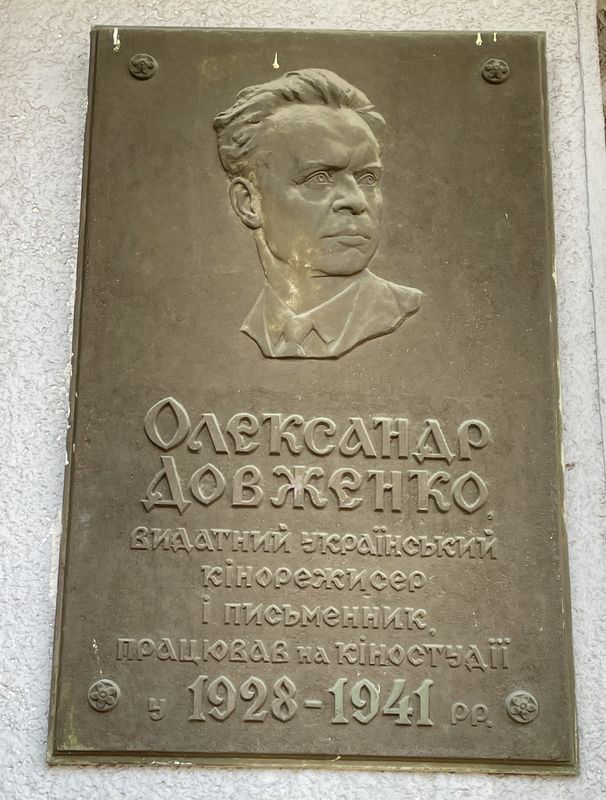 Олександр
Довженко,
видатний український
кінорежисер
і письменник,
працював на кіностудії
у 1928-1941 рр.